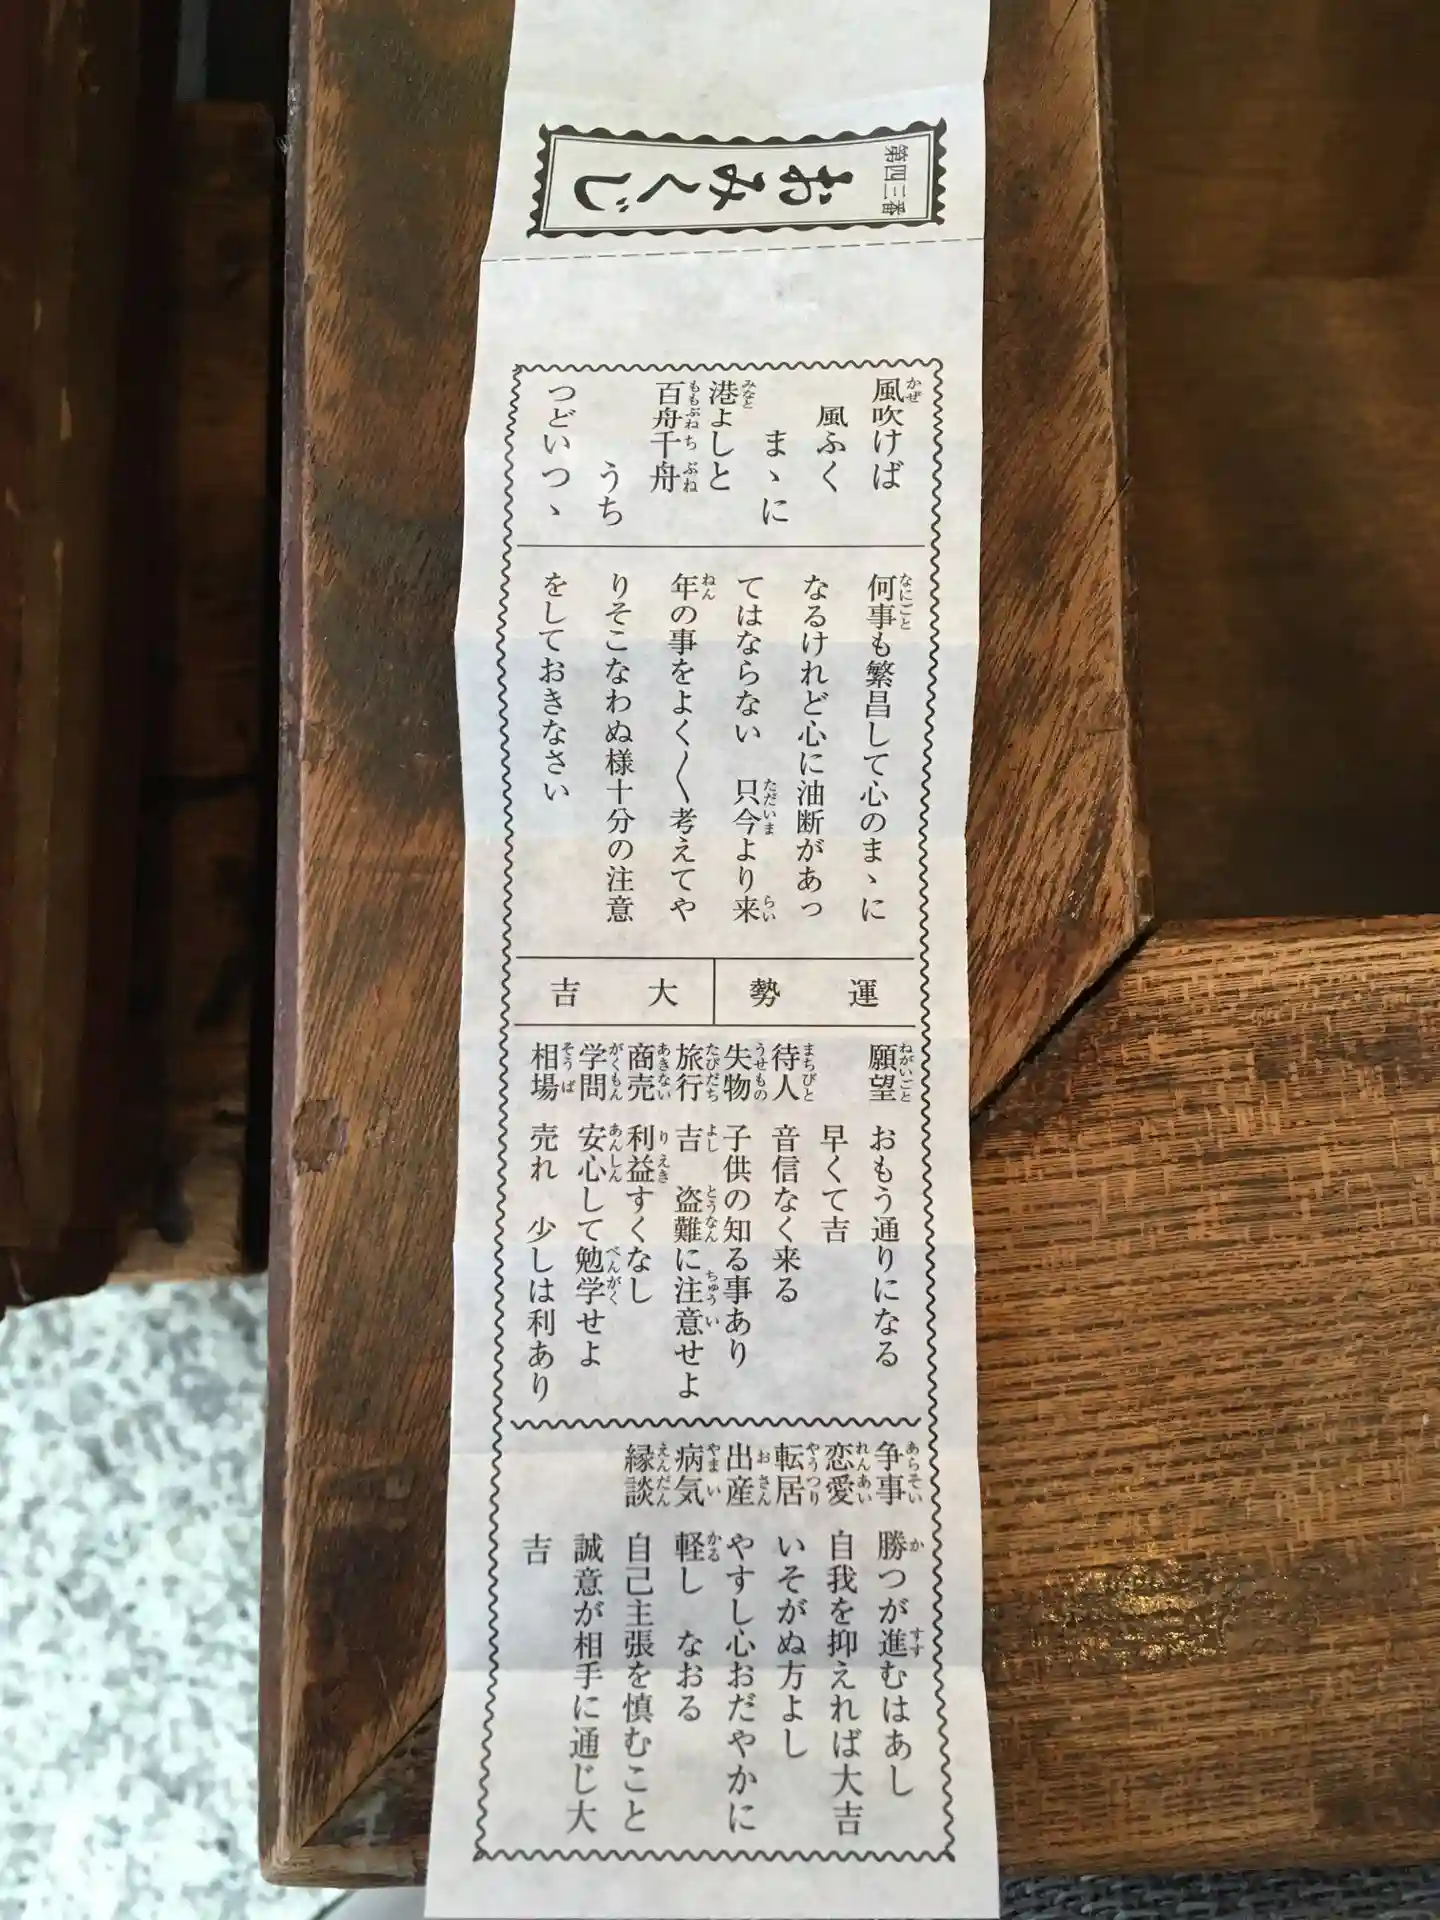 第四三番
おみくじ
風吹けば
風ふく
まゝに
港よしと
百舟千舟
うち
つどいつゝ
何事も繁昌して心のまゝに
なるけれど心に油断があっ
てはならない　只今より来
年の事をよく〱考えてや
りそこなわぬ様十分の注意
をしておきなさい
運勢　大吉
願望　おもう通りになる
早くて吉
待人　音信なく来る
失物　子供の知る事あり
旅行　吉　盗難に注意せよ
商売　利益すくなし
学問　安心して勉学せよ
相場　売れ　少しは利あり
争事　勝つが進むはあし
恋愛　自我を抑えれば大吉
転居　いそがぬ方よし
出産　やすし心おだやかに
病気　軽し　なおる
縁談　自己主張を慎むこと
誠意が相手に通じ大
吉